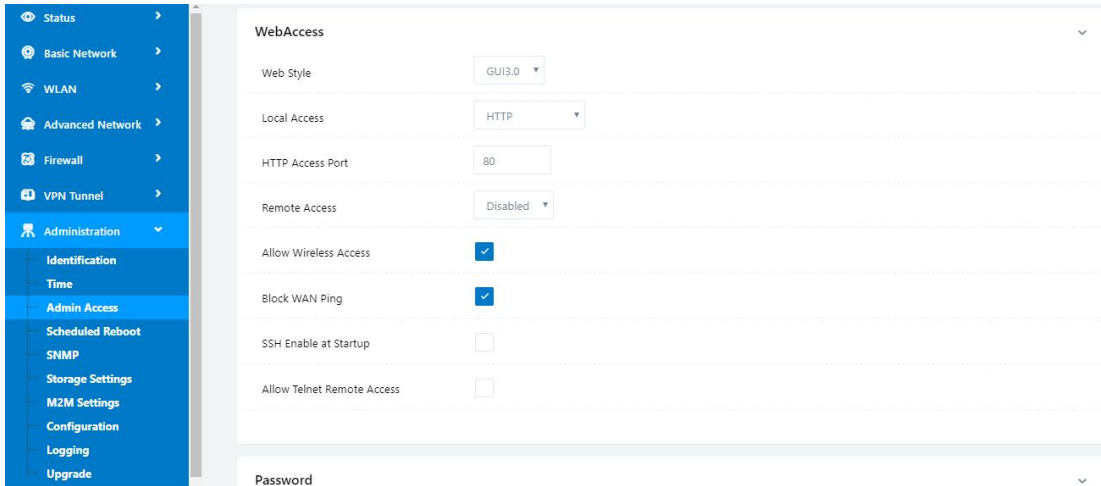 Status
Basic Network
WLAN
Advanced Network
Firewall
VPN Tunnel
Administration
Identification
Time
Admin Access
Scheduled Reboot
SNMP
Storage Settings
M2M Settings
Configuration
Logging
Upgrade
WebAccess
Web Style GUI3.0
Local Access HTTP
HTTP Access Port 80
Remote Access Disabled
Allow Wireless Access
Block WAN Ping
SSH Enable at Startup
Allow Telnet Remote Access
Password